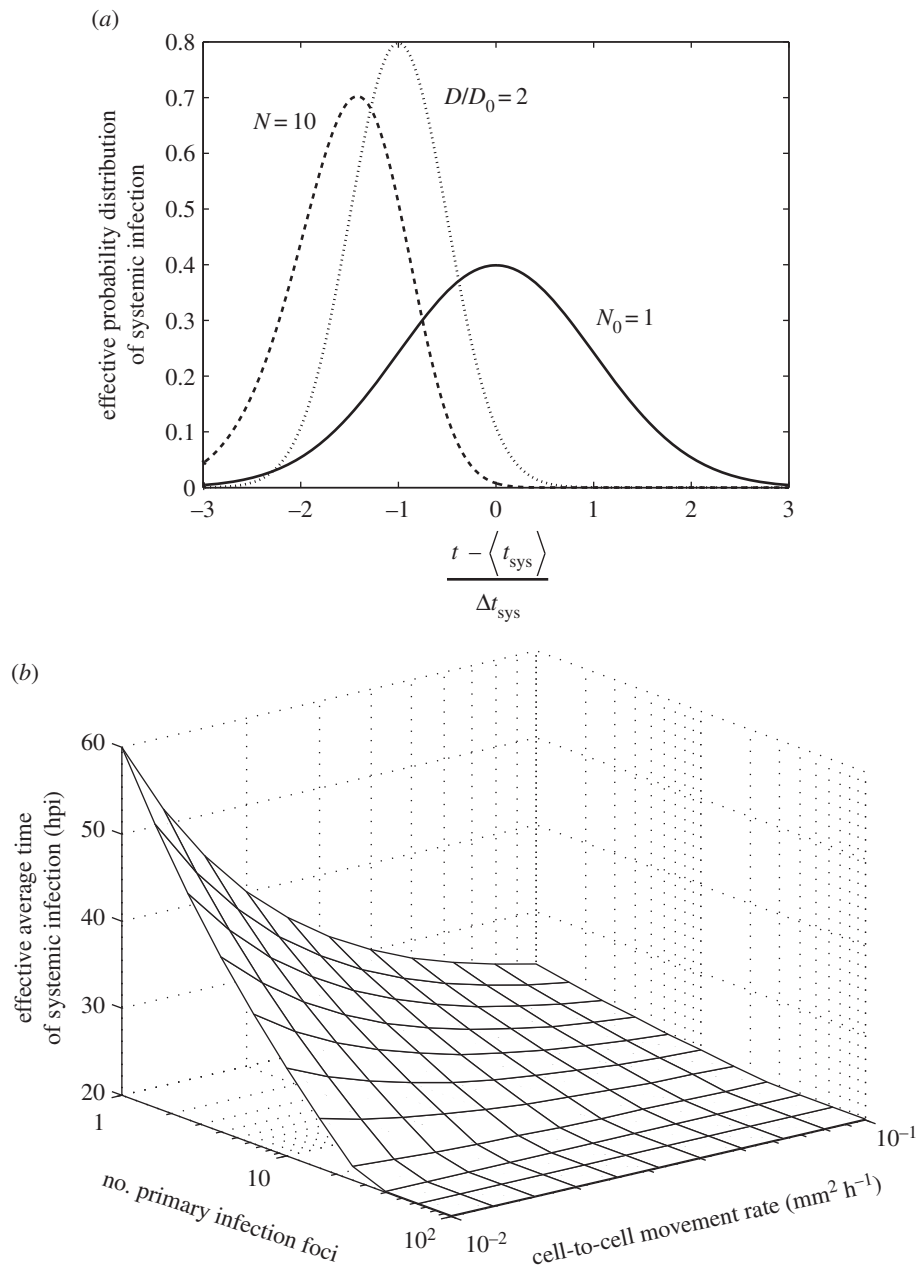 (a)
0.8
0.7
0.6
0.5
0.4
0.3
0.2
0.1
0
effective probability distribution
of systemic infection
N = 10
D/D₀ = 2
N₀ = 1
–3 –2 –1 0 1 2 3
t – ⟨t_sys⟩
Δt_sys
(b)
60
50
40
30
20
effective average time
of systemic infection (hpi)
1
10
10²
no. primary infection foci
10⁻²
10⁻¹
cell-to-cell movement rate (mm² h⁻¹)